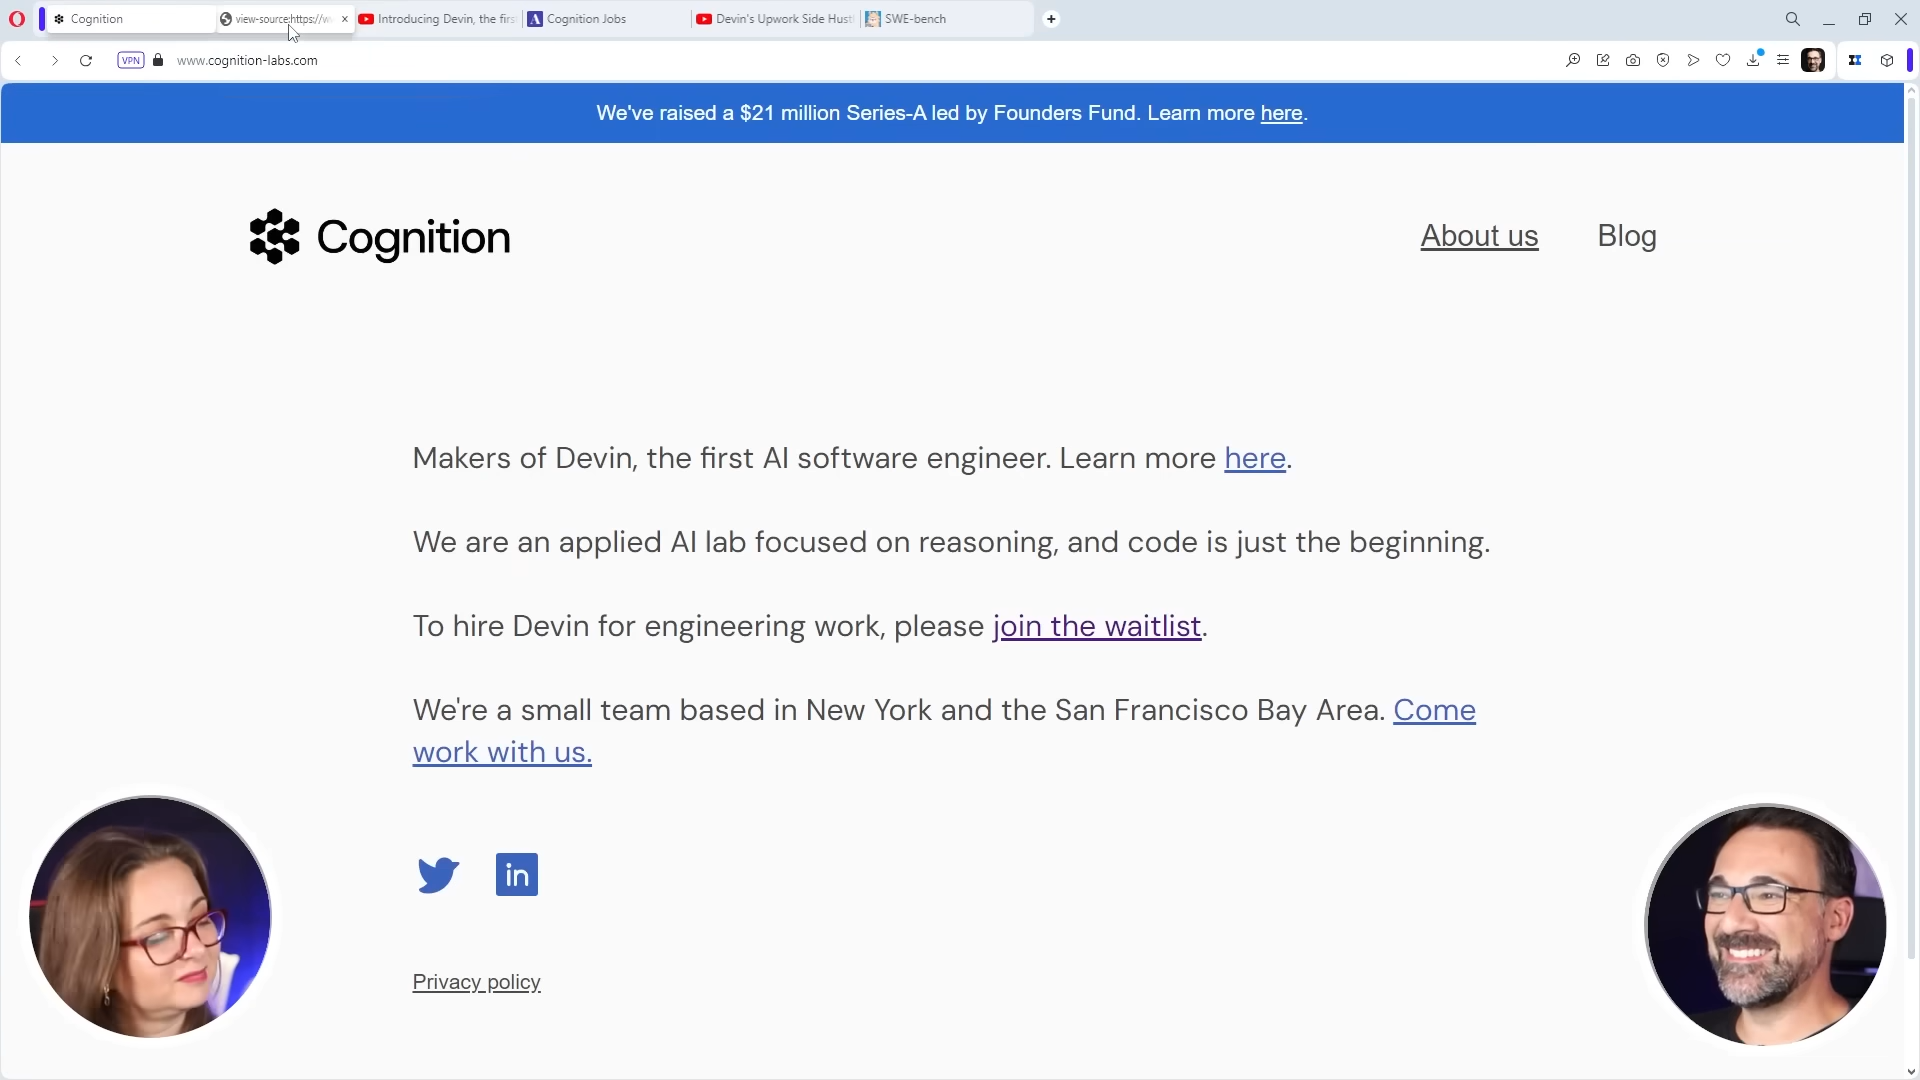 Cognition
view-source:https://w
Introducing Devin, the firs
Cognition Jobs
Devin's Upwork Side Hust
SWE-bench
VPN
www.cognition-labs.com
We've raised a $21 million Series-A led by Founders Fund. Learn more here.
Cognition
About us
Blog
Makers of Devin, the first AI software engineer. Learn more here.
We are an applied AI lab focused on reasoning, and code is just the beginning.
To hire Devin for engineering work, please join the waitlist.
We're a small team based in New York and the San Francisco Bay Area. Come
work with us.
in
Privacy policy